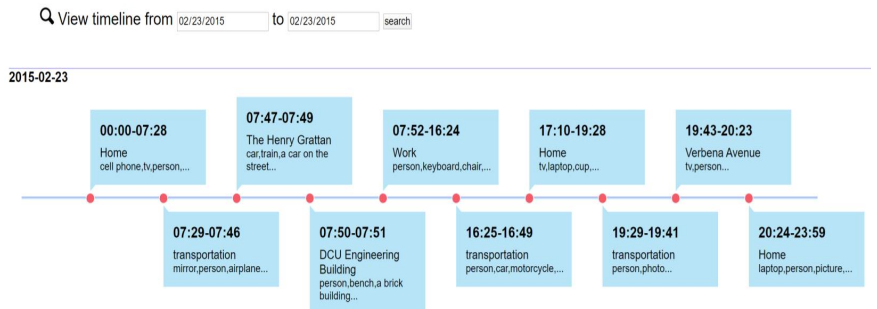 View timeline from 02/23/2015 to 02/23/2015 search
2015-02-23
00:00-07:28
Home
cell phone,tv,person,...
07:29-07:46
transportation
mirror,person,airplane...
07:47-07:49
The Henry Grattan
car,train,a car on the
street...
07:50-07:51
DCU Engineering
Building
person,bench,a brick
building...
07:52-16:24
Work
person,keyboard,chair,...
16:25-16:49
transportation
person,car,motorcycle,...
17:10-19:28
Home
tv,laptop,cup,...
19:29-19:41
transportation
person,photo...
19:43-20:23
Verbena Avenue
tv,person...
20:24-23:59
Home
laptop,person,picture,...